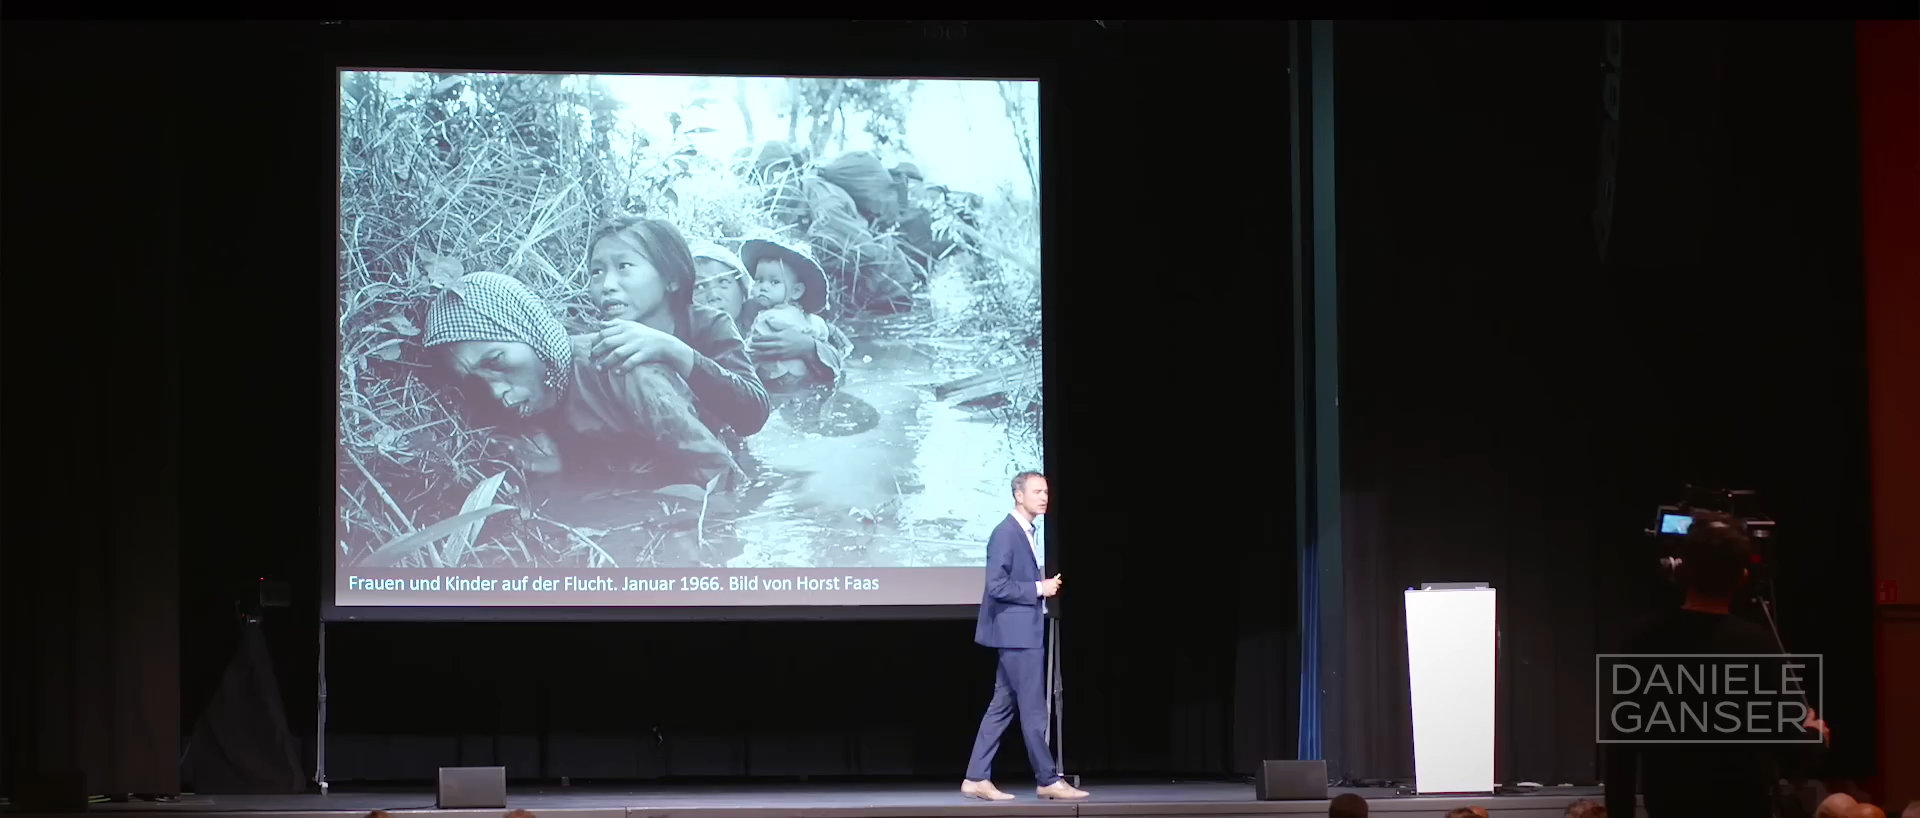 Frauen und Kinder auf der Flucht. Januar 1966. Bild von Horst Faas
DANIELE
GANSER